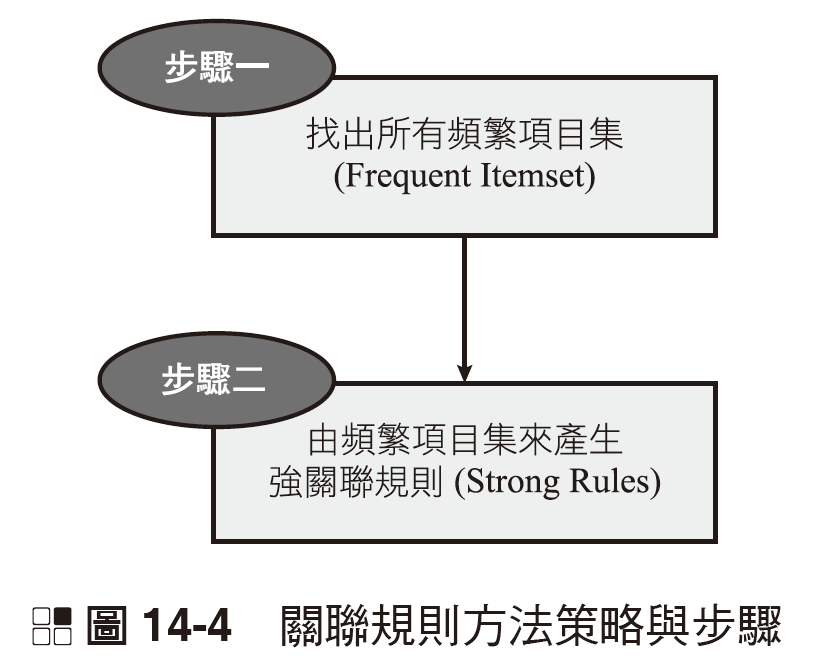 步驟一
找出所有頻繁項目集
(Frequent Itemset)
步驟二
由頻繁項目集來產生
強關聯規則 (Strong Rules)
圖 14-4 關聯規則方法策略與步驟